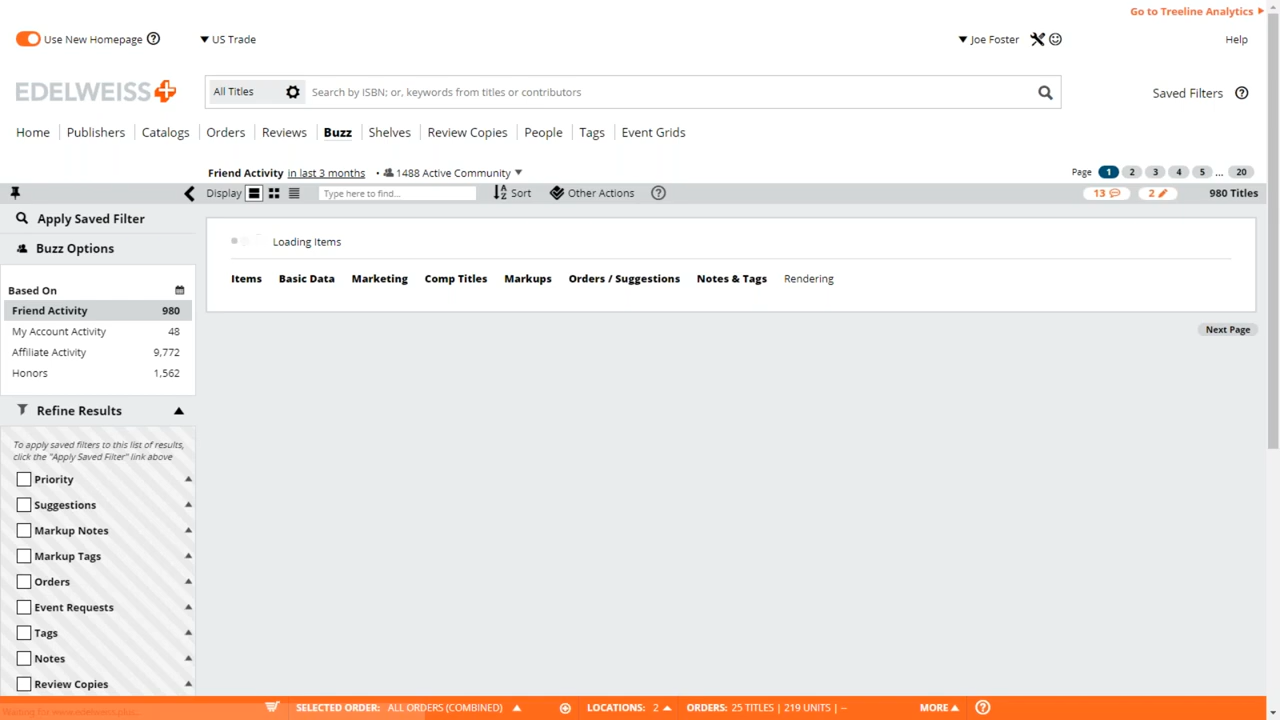 Go to Treeline Analytics
Use New Homepage ? US Trade Joe Foster Help
EDELWEISS+ All Titles Search by ISBN; or, keywords from titles or contributors Saved Filters ?
Home Publishers Catalogs Orders Reviews Buzz Shelves Review Copies People Tags Event Grids
Friend Activity in last 3 months • 1488 Active Community Page 1 2 3 4 5 ... 20
Display Type here to find... Sort Other Actions ? 13 2 980 Titles
Apply Saved Filter
Buzz Options
Based On
Friend Activity 980
My Account Activity 48
Affiliate Activity 9,772
Honors 1,562
Refine Results
To apply saved filters to this list of results,
click the "Apply Saved Filter" link above
Priority
Suggestions
Markup Notes
Markup Tags
Orders
Event Requests
Tags
Notes
Review Copies
Loading Items
Items Basic Data Marketing Comp Titles Markups Orders / Suggestions Notes & Tags Rendering
Next Page
SELECTED ORDER: ALL ORDERS (COMBINED) LOCATIONS: 2 ORDERS: 25 TITLES | 219 UNITS | -- MORE ?